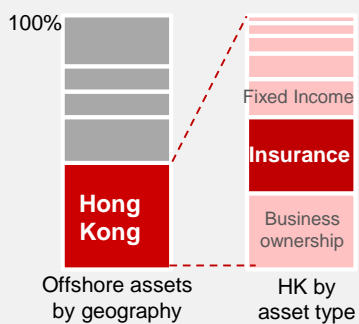 100%
Hong
Kong
Offshore assets
by geography
Fixed Income
Insurance
Business
ownership
HK by
asset type